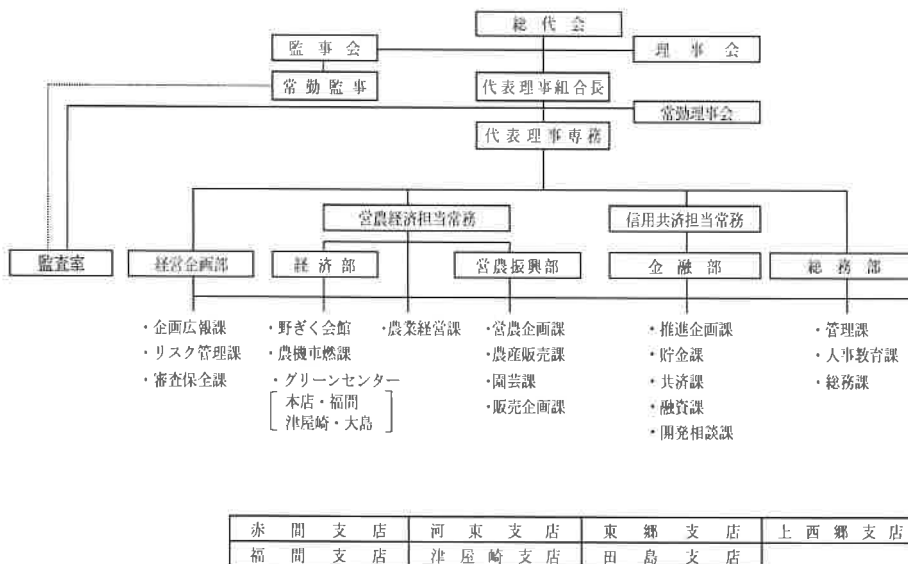 総代会
監事会
理事会
常勤監事
代表理事組合長
常勤理事会
代表理事専務
営農経済担当常務
信用共済担当常務
監査室
経営企画部
経済部
営農振興部
金融部
総務部
・企画広報課
・リスク管理課
・審査保全課
・野ぎく会館
・農機車燃課
・グリーンセンター
本店・福間
津屋崎・大島
・農業経営課
・営農企画課
・農産販売課
・園芸課
・販売企画課
・推進企画課
・貯金課
・共済課
・融資課
・開発相談課
・管理課
・人事教育課
・総務課
赤間支店 河東支店 東郷支店 上西郷支店
福間支店 津屋崎支店 田島支店